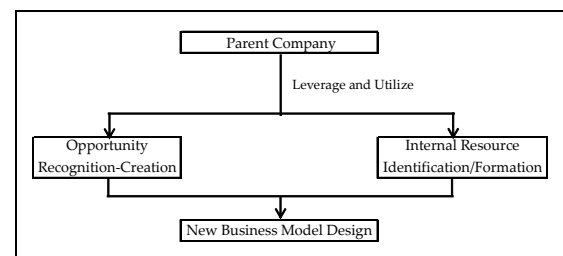 Parent Company
Leverage and Utilize
Opportunity
Recognition-Creation
Internal Resource
Identification/Formation
New Business Model Design